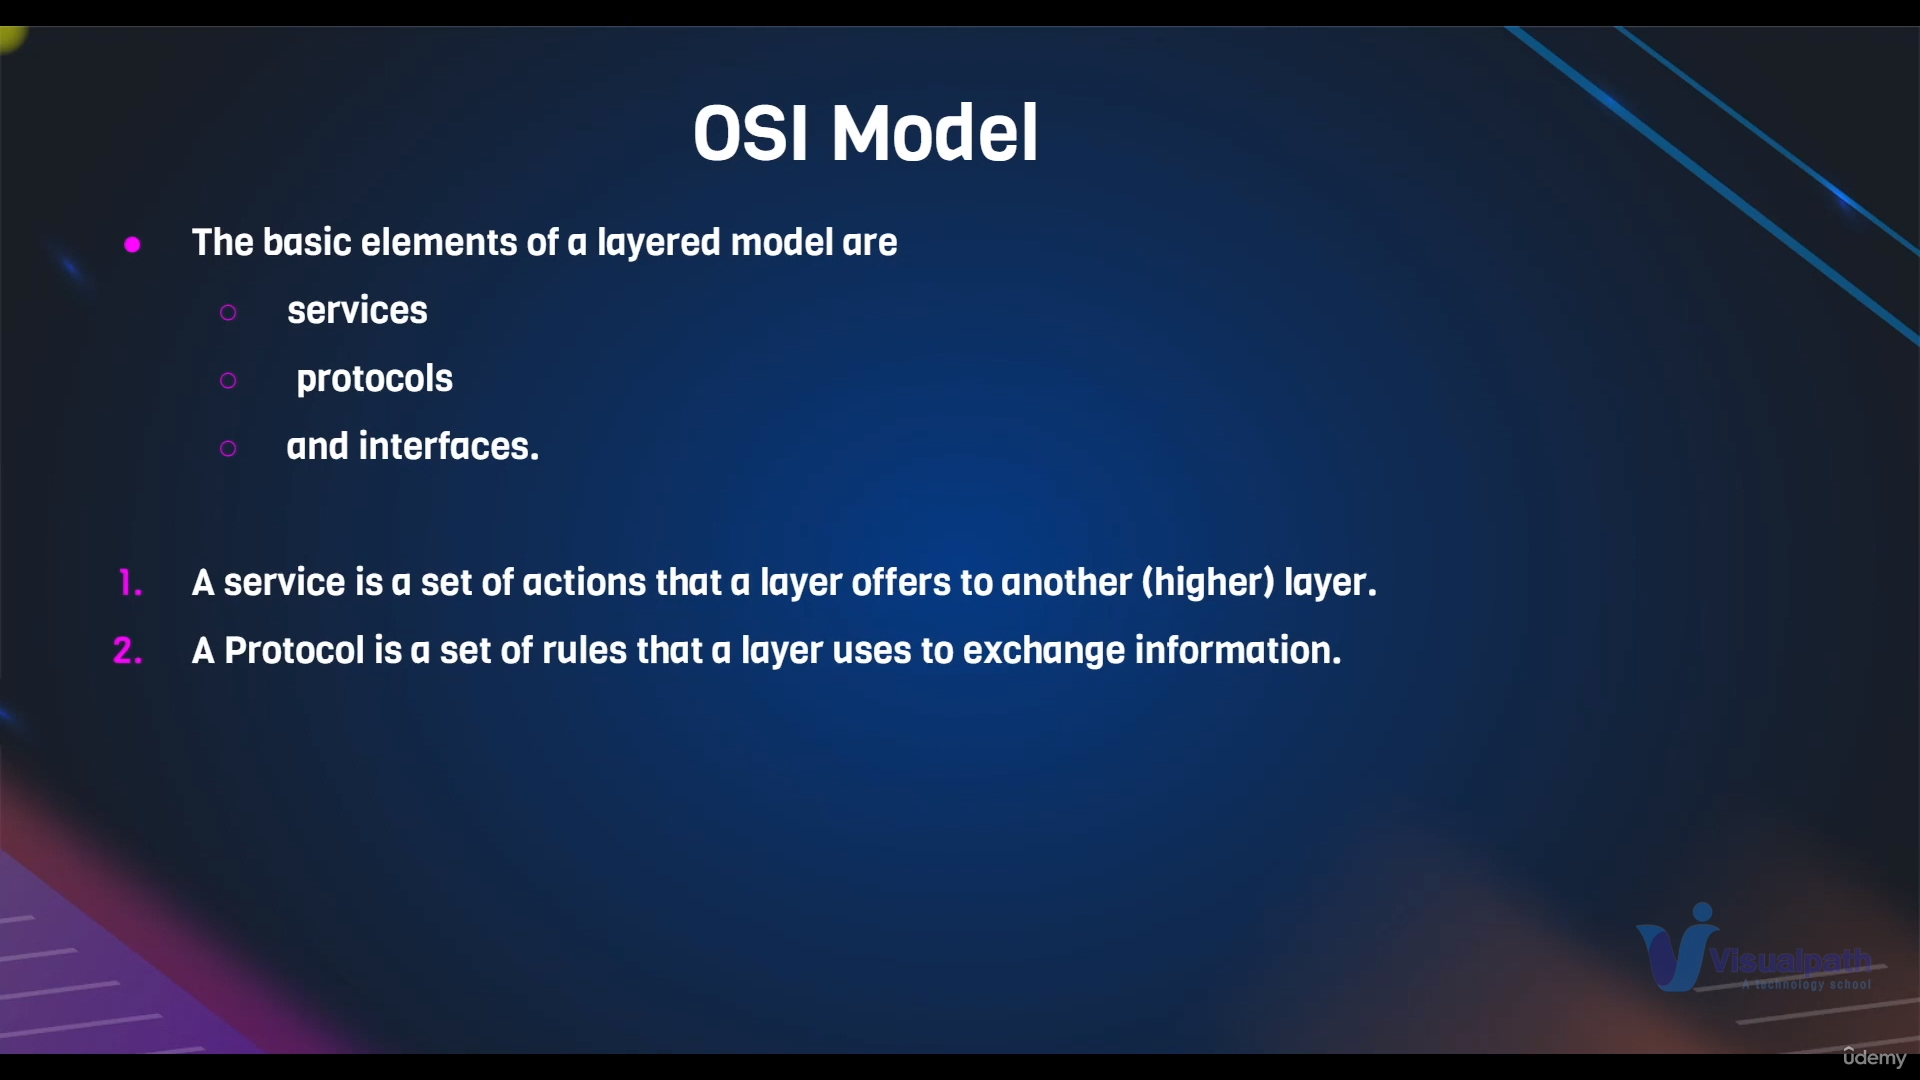 OSI Model
● The basic elements of a layered model are
○ services
○ protocols
○ and interfaces.
1. A service is a set of actions that a layer offers to another (higher) layer.
2. A Protocol is a set of rules that a layer uses to exchange information.
Visualpath
A technology school
ûdemy